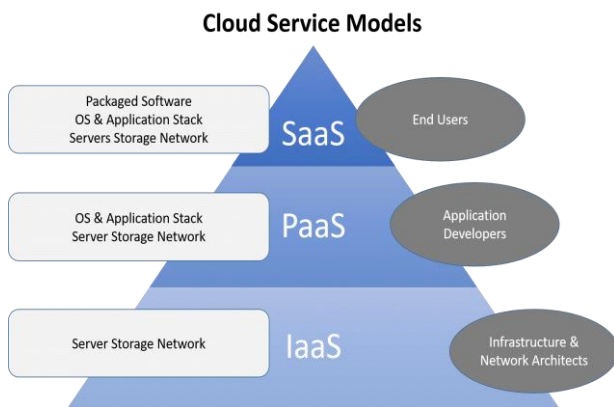 Cloud Service Models
Packaged Software
OS & Application Stack
Servers Storage Network
SaaS
End Users
OS & Application Stack
Server Storage Network
PaaS
Application
Developers
Server Storage Network
IaaS
Infrastructure &
Network Architects